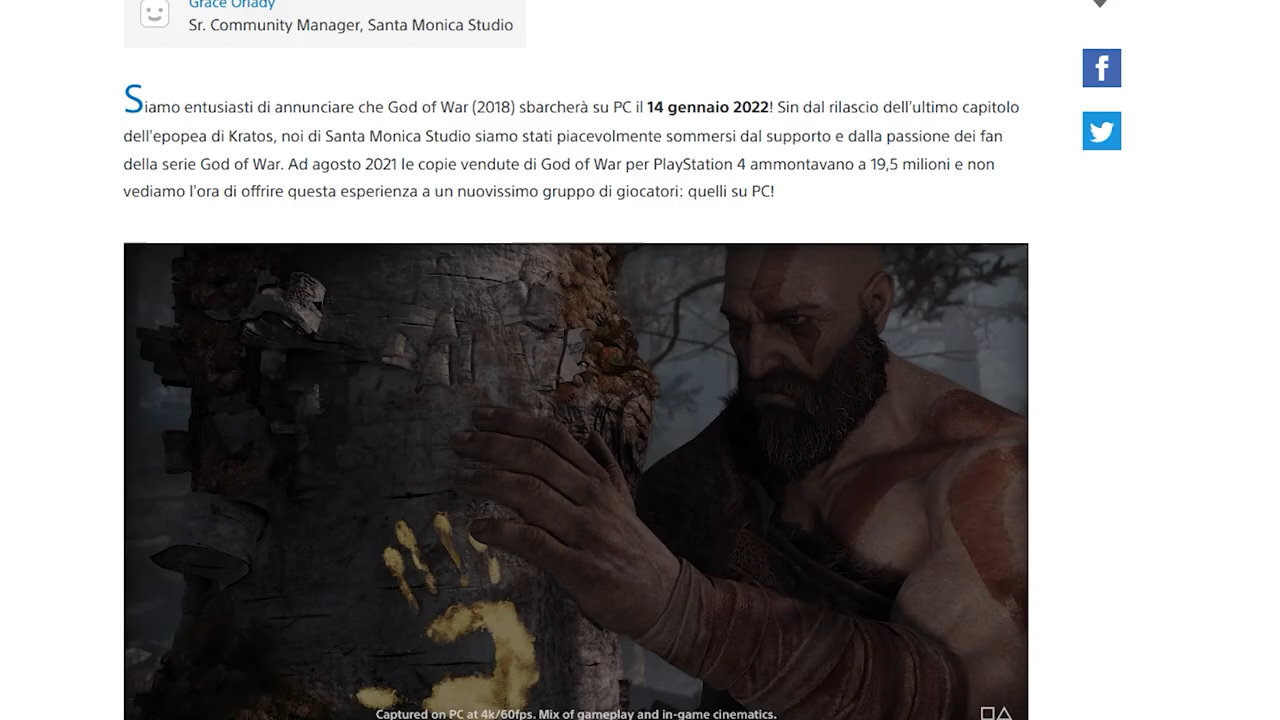 Grace Orlady
Sr. Community Manager, Santa Monica Studio
Siamo entusiasti di annunciare che God of War (2018) sbarcherà su PC il 14 gennaio 2022! Sin dal rilascio dell'ultimo capitolo
dell'epopea di Kratos, noi di Santa Monica Studio siamo stati piacevolmente sommersi dal supporto e dalla passione dei fan
della serie God of War. Ad agosto 2021 le copie vendute di God of War per PlayStation 4 ammontavano a 19,5 milioni e non
vediamo l'ora di offrire questa esperienza a un nuovissimo gruppo di giocatori: quelli su PC!
Captured on PC at 4k/60fps. Mix of gameplay and in-game cinematics.